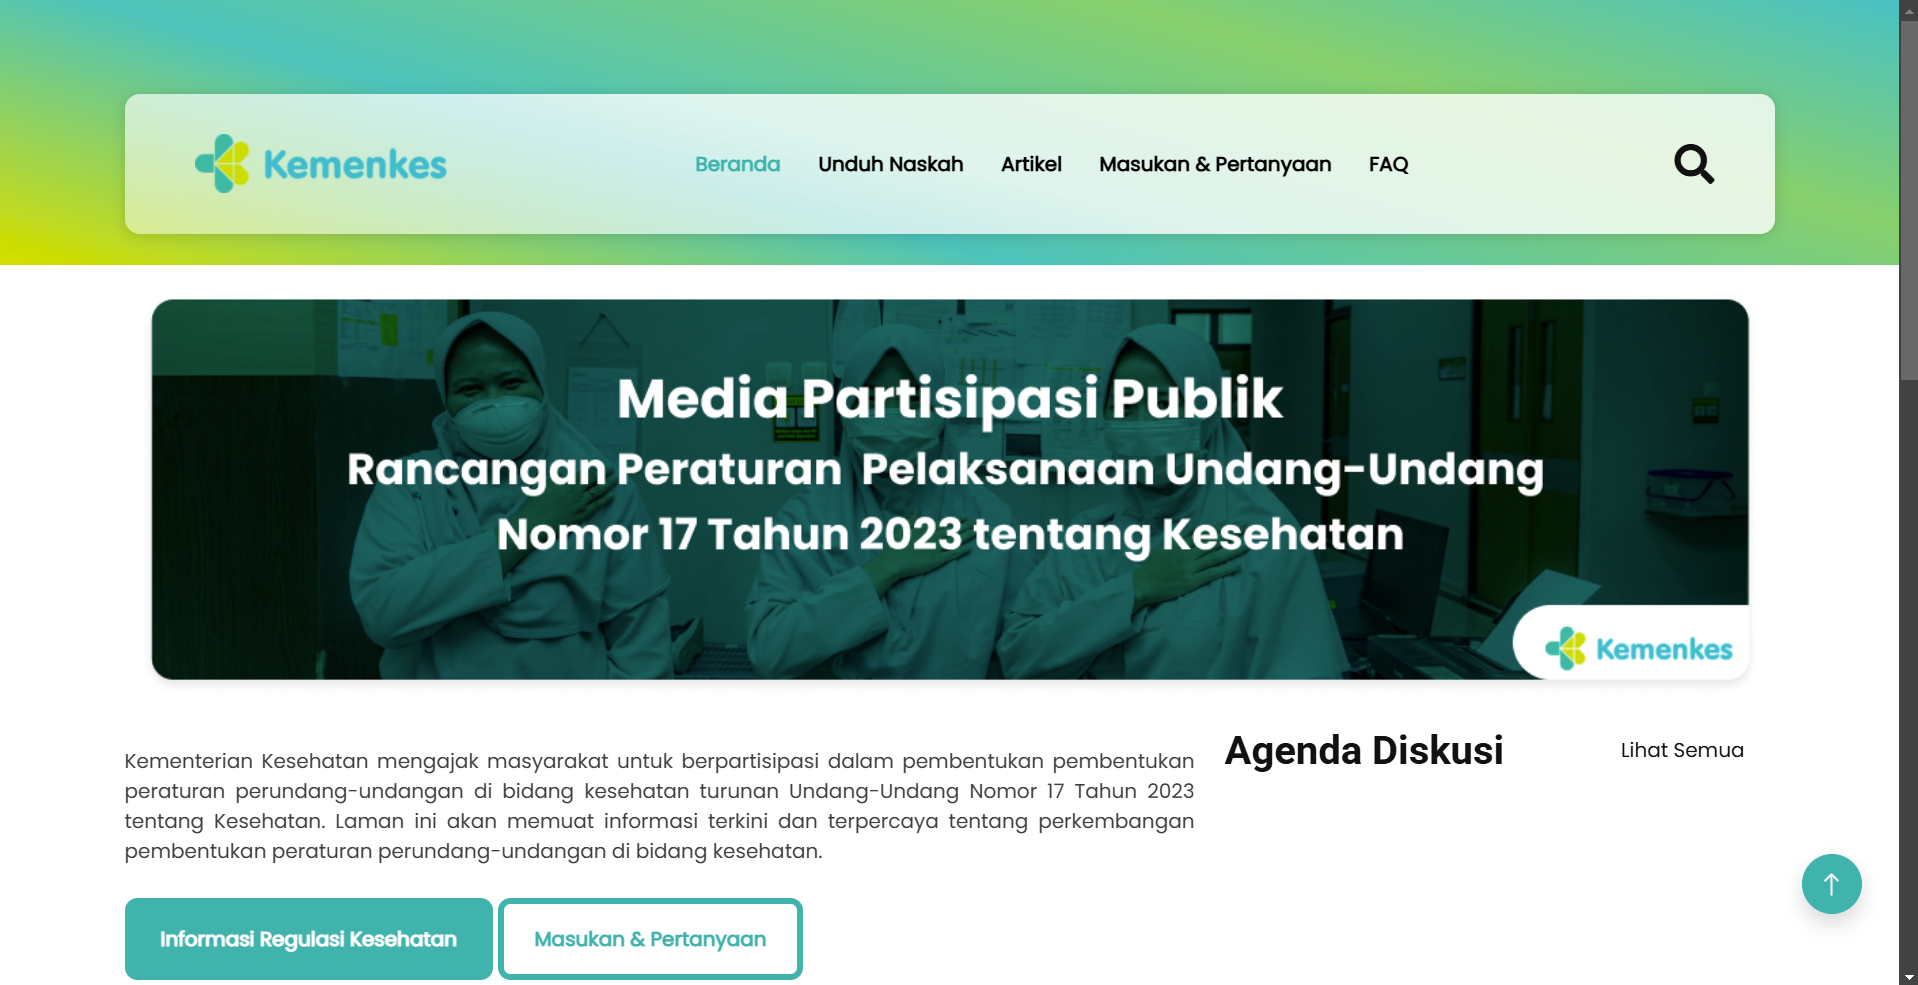 Kemenkes
Beranda
Unduh Naskah
Artikel
Masukan & Pertanyaan
FAQ
Media Partisipasi Publik
Rancangan Peraturan Pelaksanaan Undang-Undang
Nomor 17 Tahun 2023 tentang Kesehatan
Kemenkes
Kementerian Kesehatan mengajak masyarakat untuk berpartisipasi dalam pembentukan pembentukan
peraturan perundang-undangan di bidang kesehatan turunan Undang-Undang Nomor 17 Tahun 2023
tentang Kesehatan. Laman ini akan memuat informasi terkini dan terpercaya tentang perkembangan
pembentukan peraturan perundang-undangan di bidang kesehatan.
Informasi Regulasi Kesehatan
Masukan & Pertanyaan
Agenda Diskusi
Lihat Semua